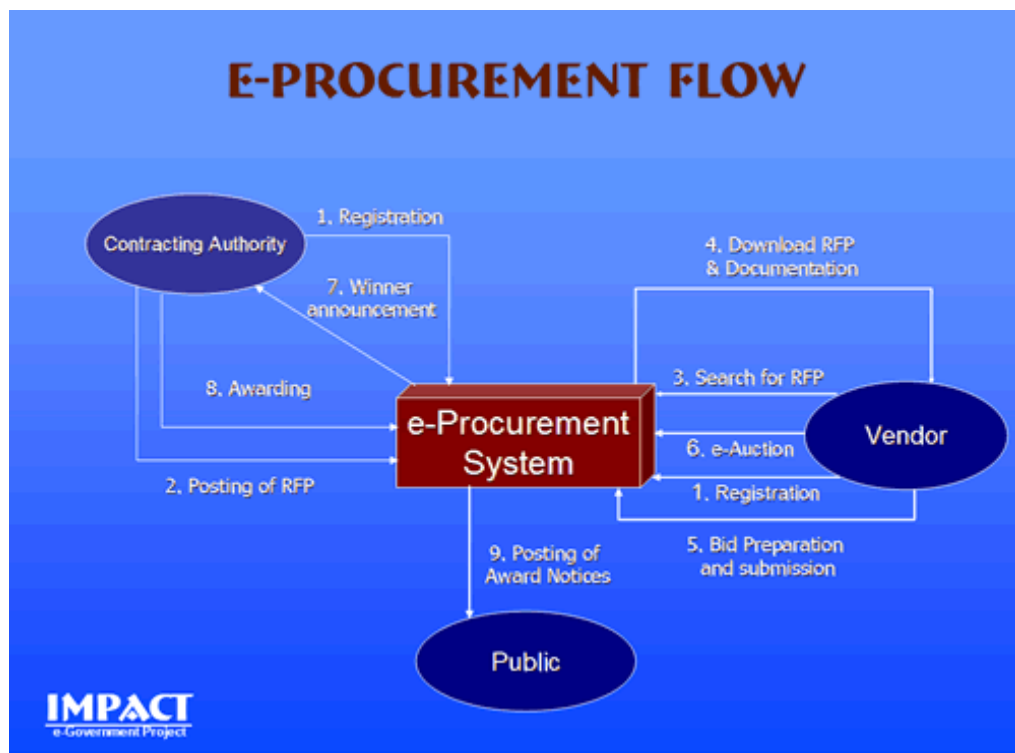 E-PROCUREMENT FLOW
Contracting Authority
1. Registration
7. Winner
announcement
8. Awarding
2. Posting of RFP
e-Procurement
System
4. Download RFP
& Documentation
3. Search for RFP
6. e-Auction
1. Registration
5. Bid Preparation
and submission
Vendor
9. Posting of
Award Notices
Public
IMPACT
e-Government Project